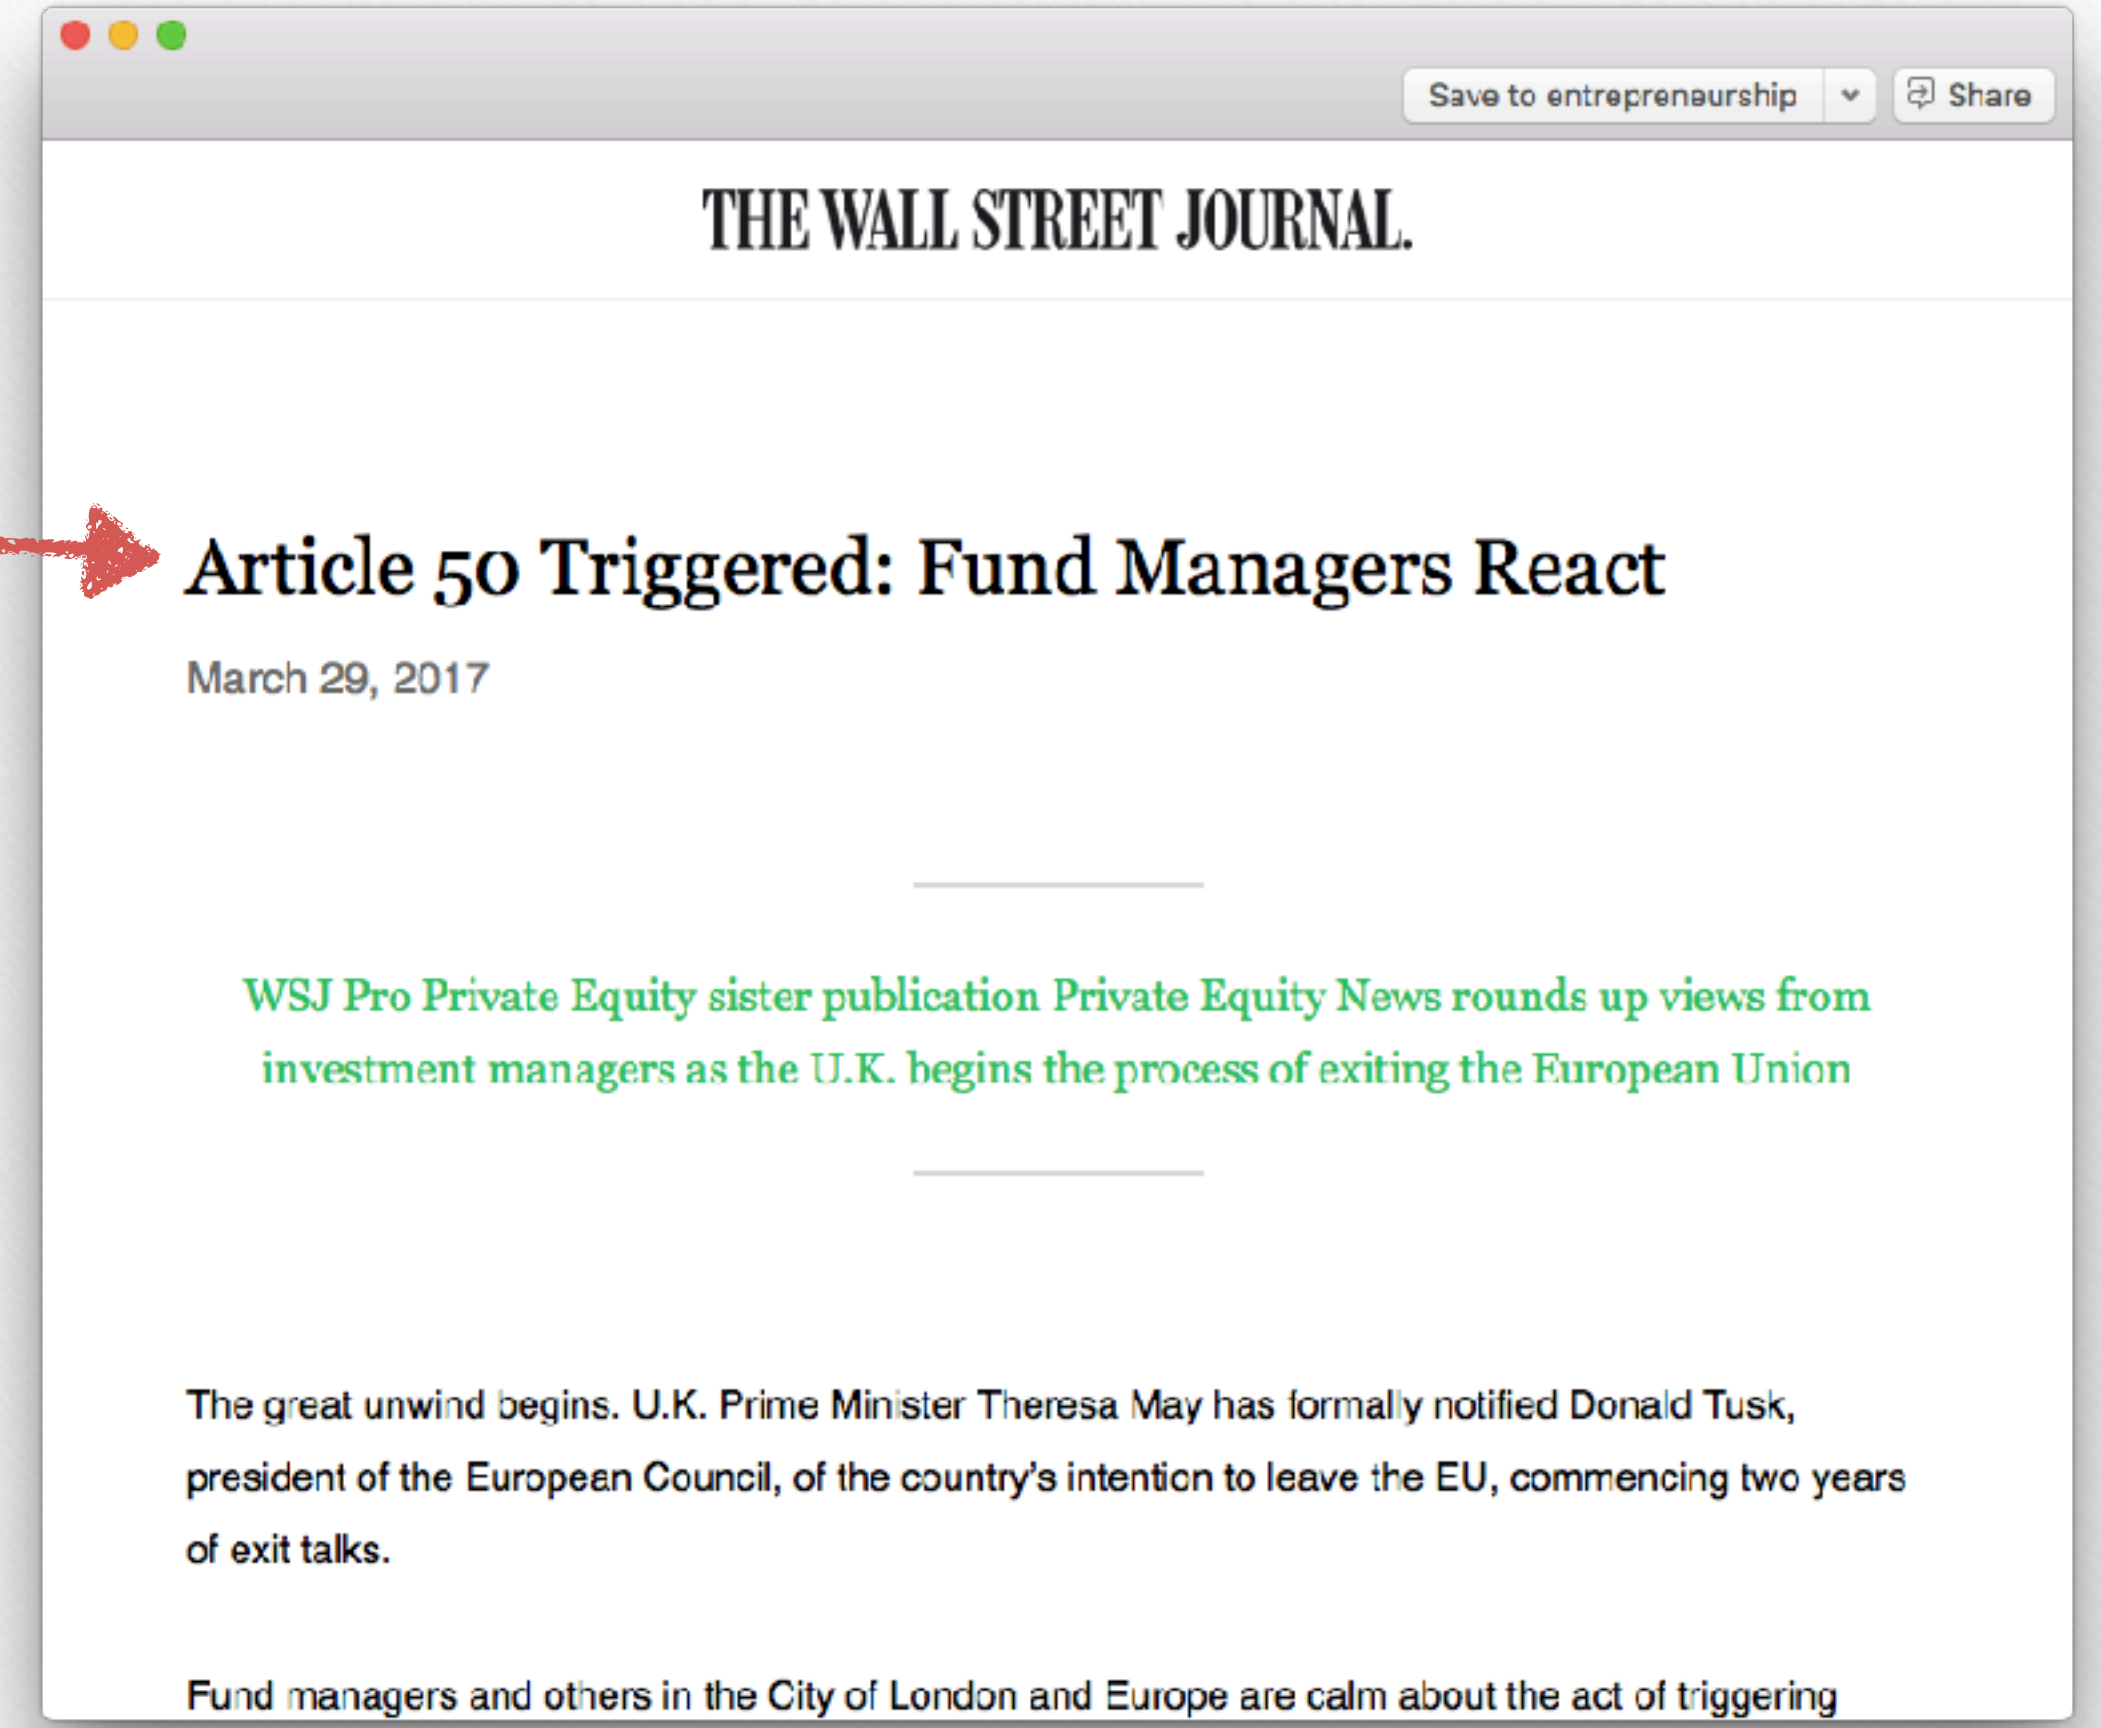 Save to entrepreneurship
Share
THE WALL STREET JOURNAL.
Article 50 Triggered: Fund Managers React
March 29, 2017
WSJ Pro Private Equity sister publication Private Equity News rounds up views from
investment managers as the U.K. begins the process of exiting the European Union
The great unwind begins. U.K. Prime Minister Theresa May has formally notified Donald Tusk,
president of the European Council, of the country’s intention to leave the EU, commencing two years
of exit talks.
Fund managers and others in the City of London and Europe are calm about the act of triggering